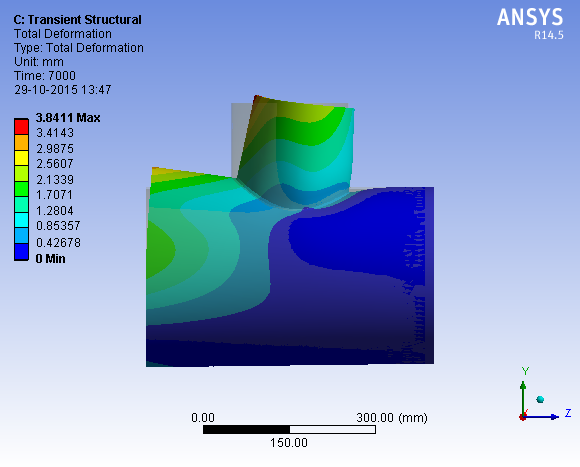 C: Transient Structural
Total Deformation
Type: Total Deformation
Unit: mm
Time: 7000
29-10-2015 13:47
ANSYS
R14.5
3.8411 Max
3.4143
2.9875
2.5607
2.1339
1.7071
1.2804
0.85357
0.42678
0 Min
0.00 300.00 (mm)
150.00
Y
Z